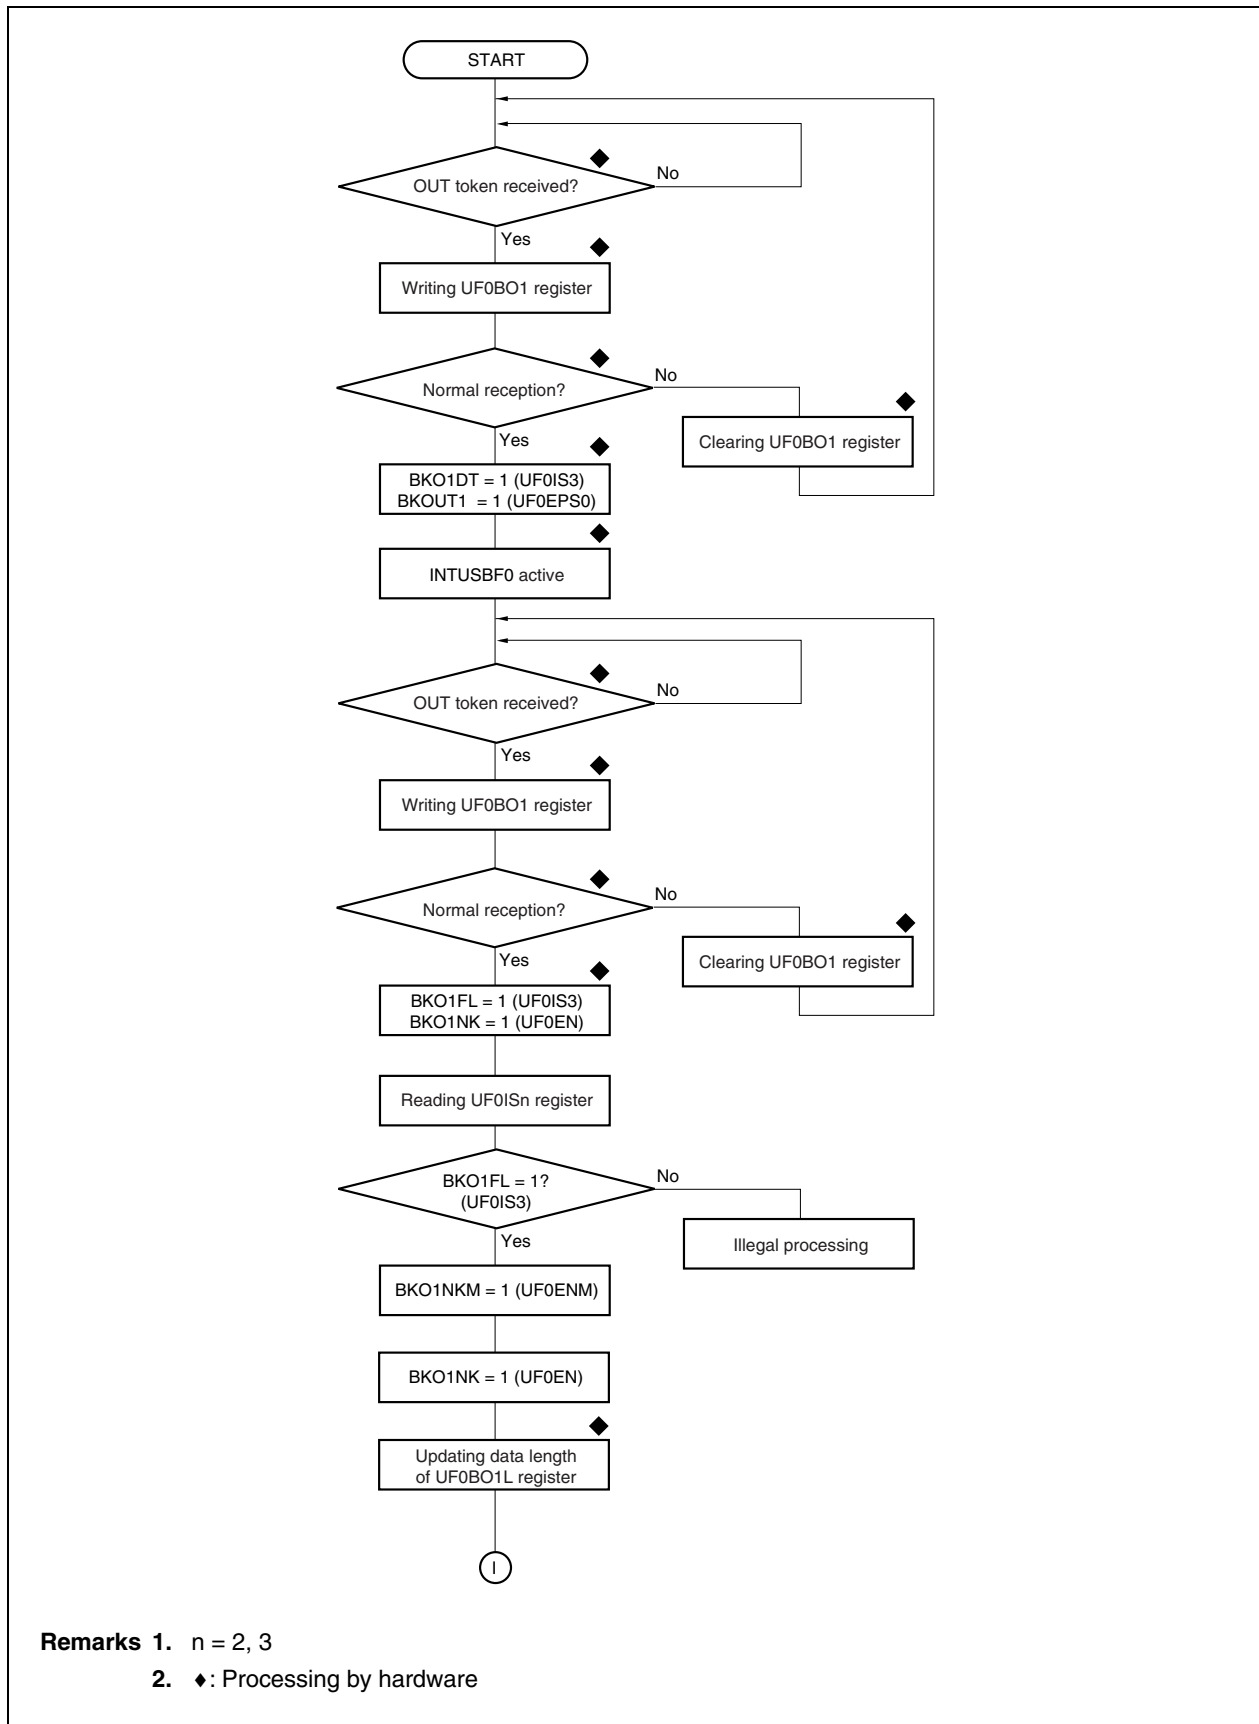 START
OUT token received?
No
Yes
Writing UF0BO1 register
Normal reception?
No
Yes
Clearing UF0BO1 register
BKO1DT = 1 (UF0IS3)
BKOUT1 = 1 (UF0EPS0)
INTUSBF0 active
OUT token received?
No
Yes
Writing UF0BO1 register
Normal reception?
No
Yes
Clearing UF0BO1 register
BKO1FL = 1 (UF0IS3)
BKO1NK = 1 (UF0EN)
Reading UF0ISn register
BKO1FL = 1?
(UF0IS3)
No
Yes
Illegal processing
BKO1NKM = 1 (UF0ENM)
BKO1NK = 1 (UF0EN)
Updating data length
of UF0BO1L register
I
Remarks 1. n = 2, 3
2. ♦: Processing by hardware